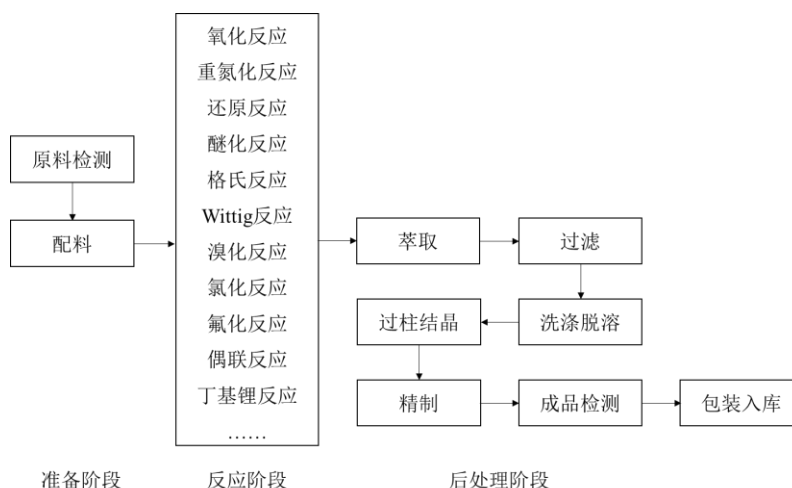 原料检测
配料
氧化反应
重氮化反应
还原反应
醚化反应
格氏反应
Wittig反应
溴化反应
氯化反应
氟化反应
偶联反应
丁基锂反应
……
萃取
过滤
洗涤脱溶
过柱结晶
精制
成品检测
包装入库
准备阶段
反应阶段
后处理阶段